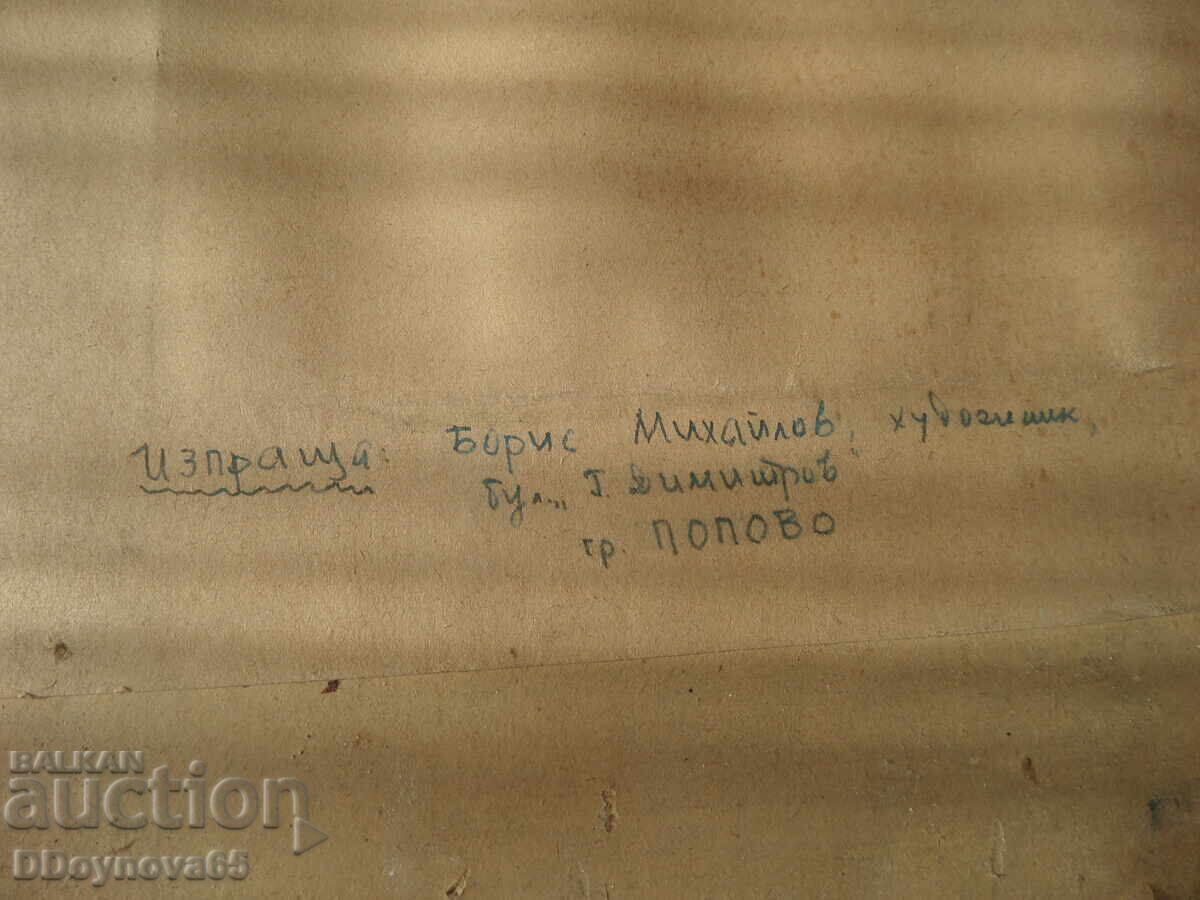 Изпраща: Борис Михайлов, художник,
бул. „Г. Димитров"
гр. ПОПОВО
BALKAN
auction
DDoynova65